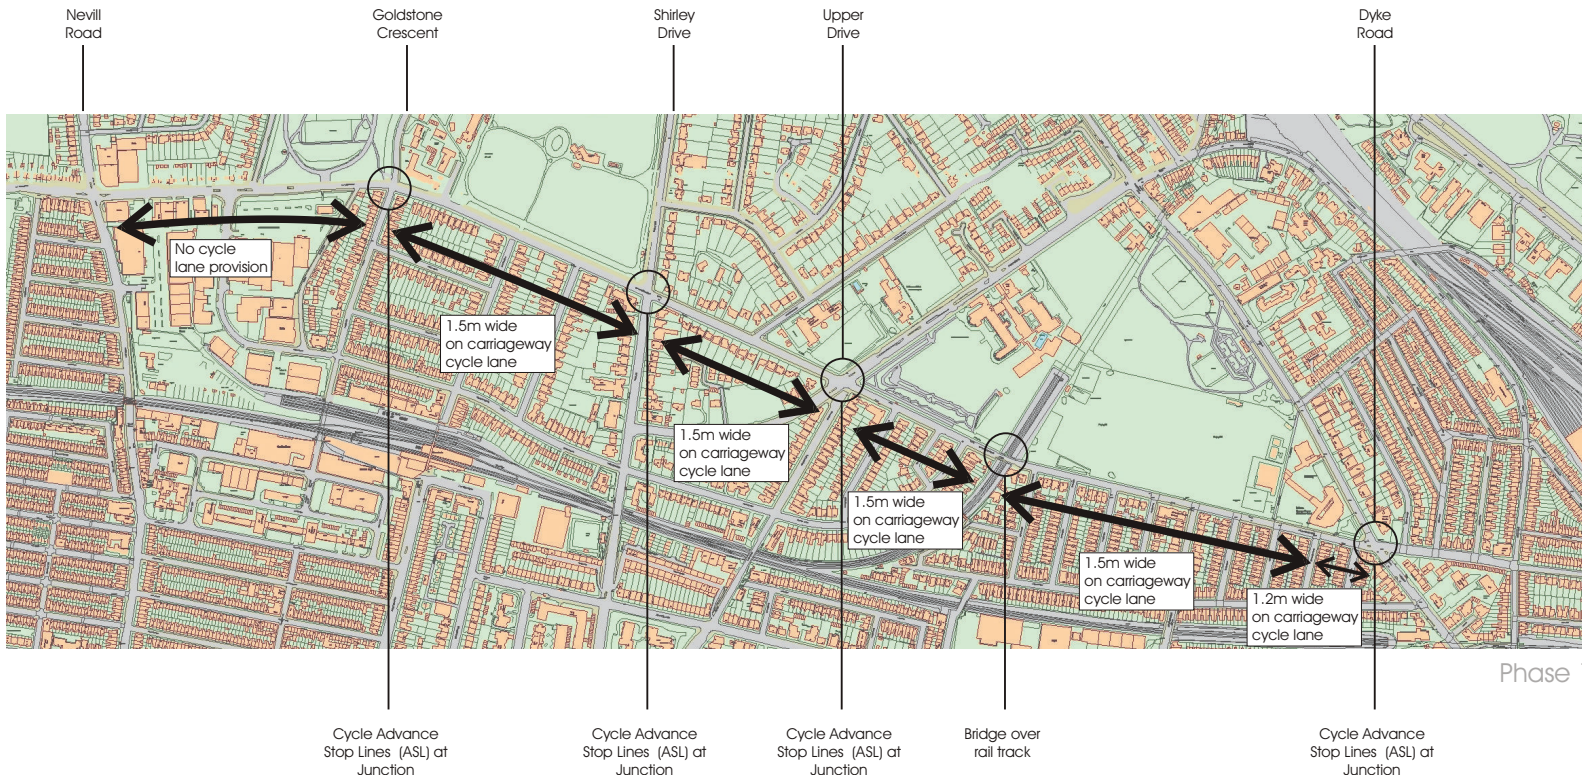 Nevill
Road
Goldstone
Crescent
Shirley
Drive
Upper
Drive
Dyke
Road
No cycle
lane provision
1.5m wide
on carriageway
cycle lane
1.5m wide
on carriageway
cycle lane
1.5m wide
on carriageway
cycle lane
1.5m wide
on carriageway
cycle lane
1.2m wide
on carriageway
cycle lane
Phase
Cycle Advance
Stop Lines (ASL) at
Junction
Cycle Advance
Stop Lines (ASL) at
Junction
Cycle Advance
Stop Lines (ASL) at
Junction
Bridge over
rail track
Cycle Advance
Stop Lines (ASL) at
Junction